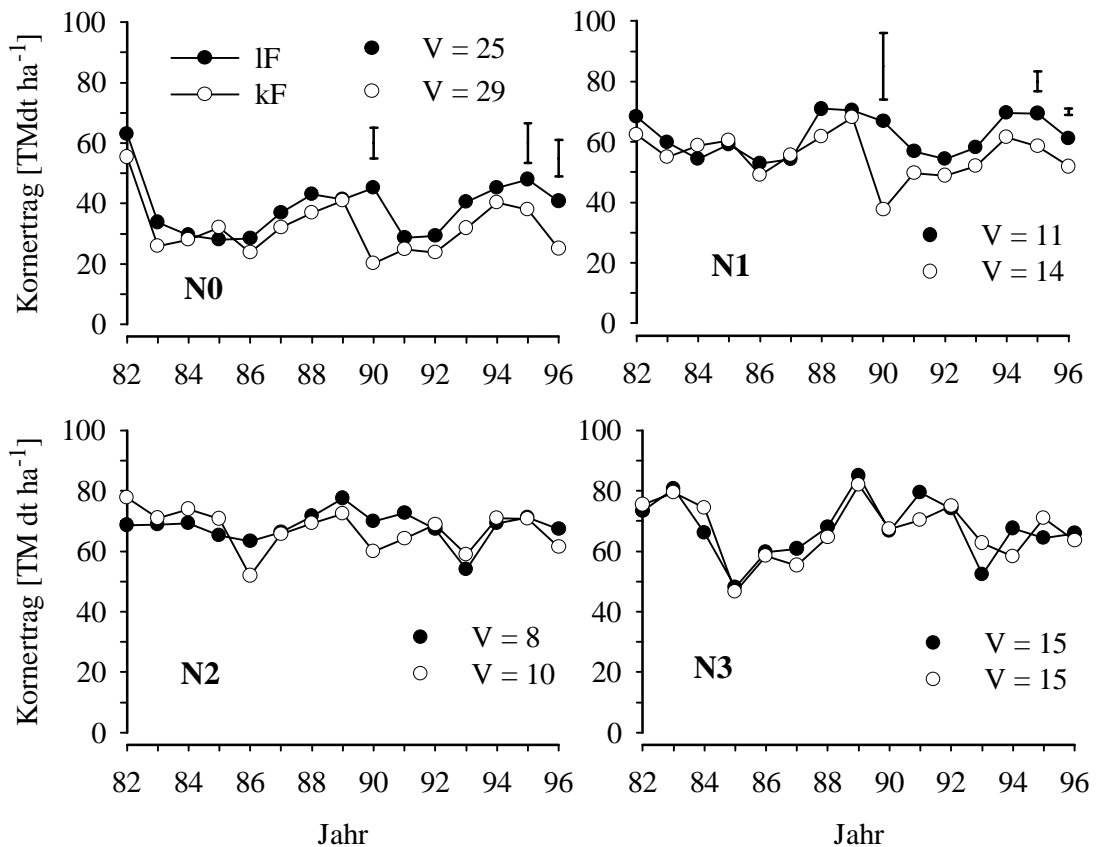 Kornertrag [TMdt ha⁻¹]
100
80
60
40
20
0
lF
kF
V = 25
V = 29
N0
82 84 86 88 90 92 94 96
100
80
60
40
20
0
V = 11
V = 14
N1
82 84 86 88 90 92 94 96
Kornertrag [TM dt ha⁻¹]
100
80
60
40
20
0
V = 8
V = 10
N2
82 84 86 88 90 92 94 96
Jahr
100
80
60
40
20
0
V = 15
V = 15
N3
82 84 86 88 90 92 94 96
Jahr